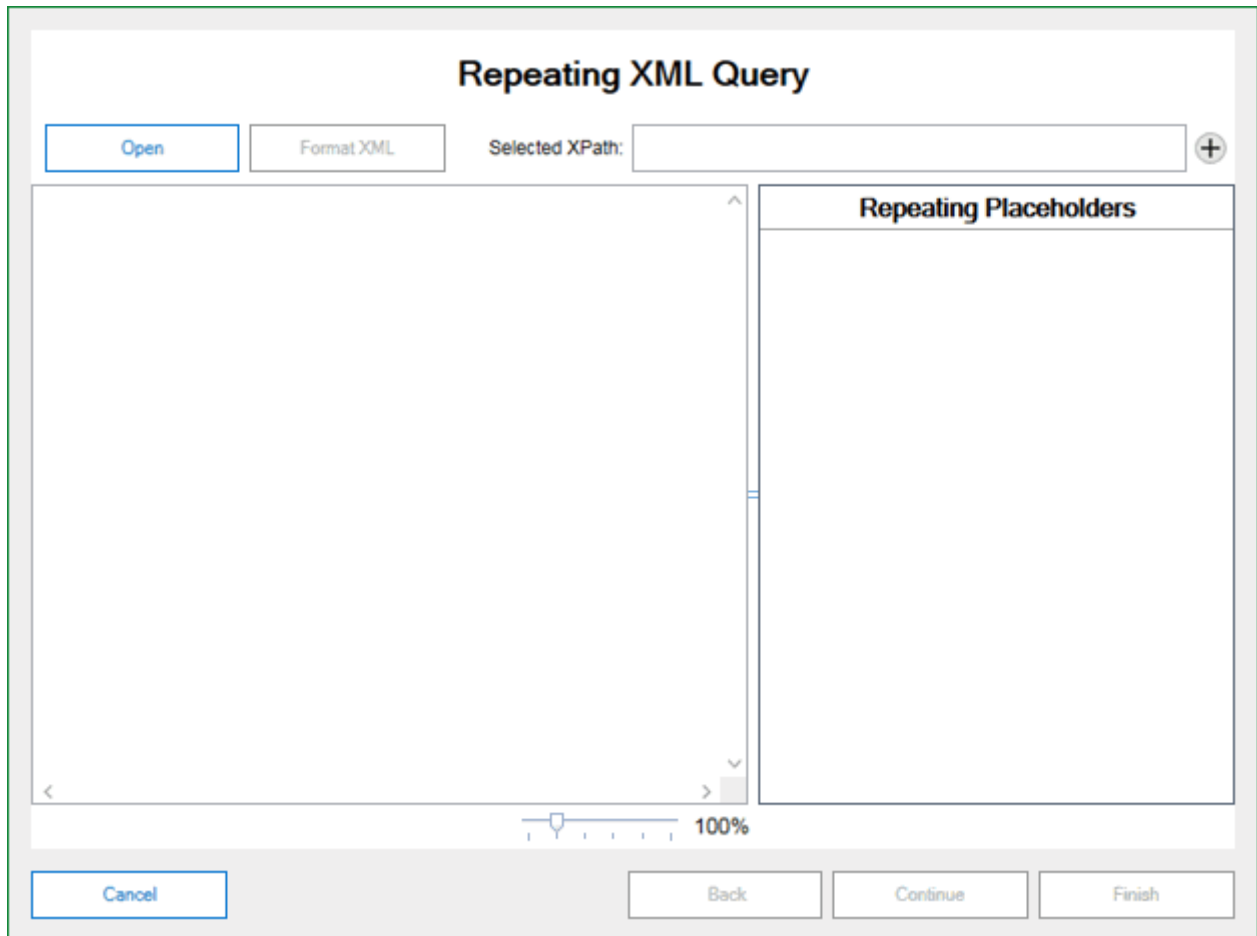 Repeating XML Query
Open Format XML Selected XPath:
Repeating Placeholders
100%
Cancel Back Continue Finish